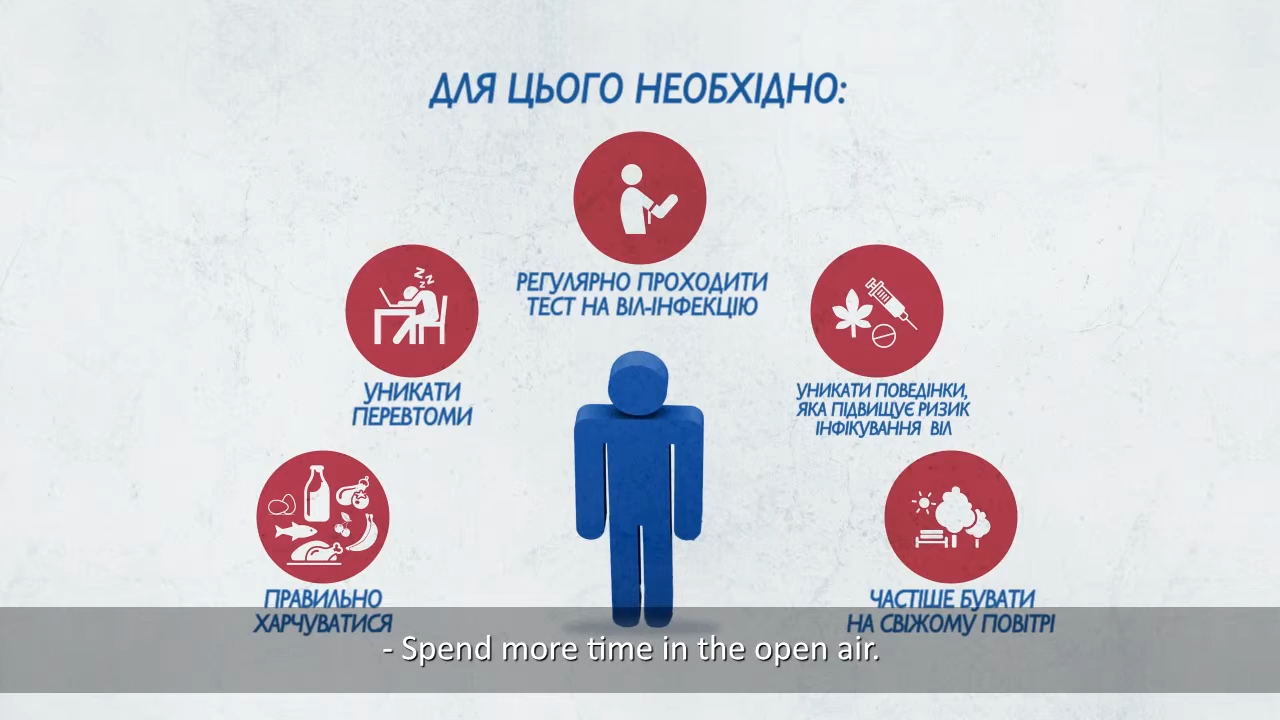 ДЛЯ ЦЬОГО НЕОБХІДНО:
РЕГУЛЯРНО ПРОХОДИТИ
ТЕСТ НА ВІЛ-ІНФЕКЦІЮ
УНИКАТИ
ПЕРЕВТОМИ
УНИКАТИ ПОВЕДІНКИ,
ЯКА ПІДВИЩУЄ РИЗИК
ІНФІКУВАННЯ ВІЛ
ПРАВИЛЬНО
ХАРЧУВАТИСЯ
ЧАСТІШЕ БУВАТИ
НА СВІЖОМУ ПОВІТРІ
- Spend more time in the open air.